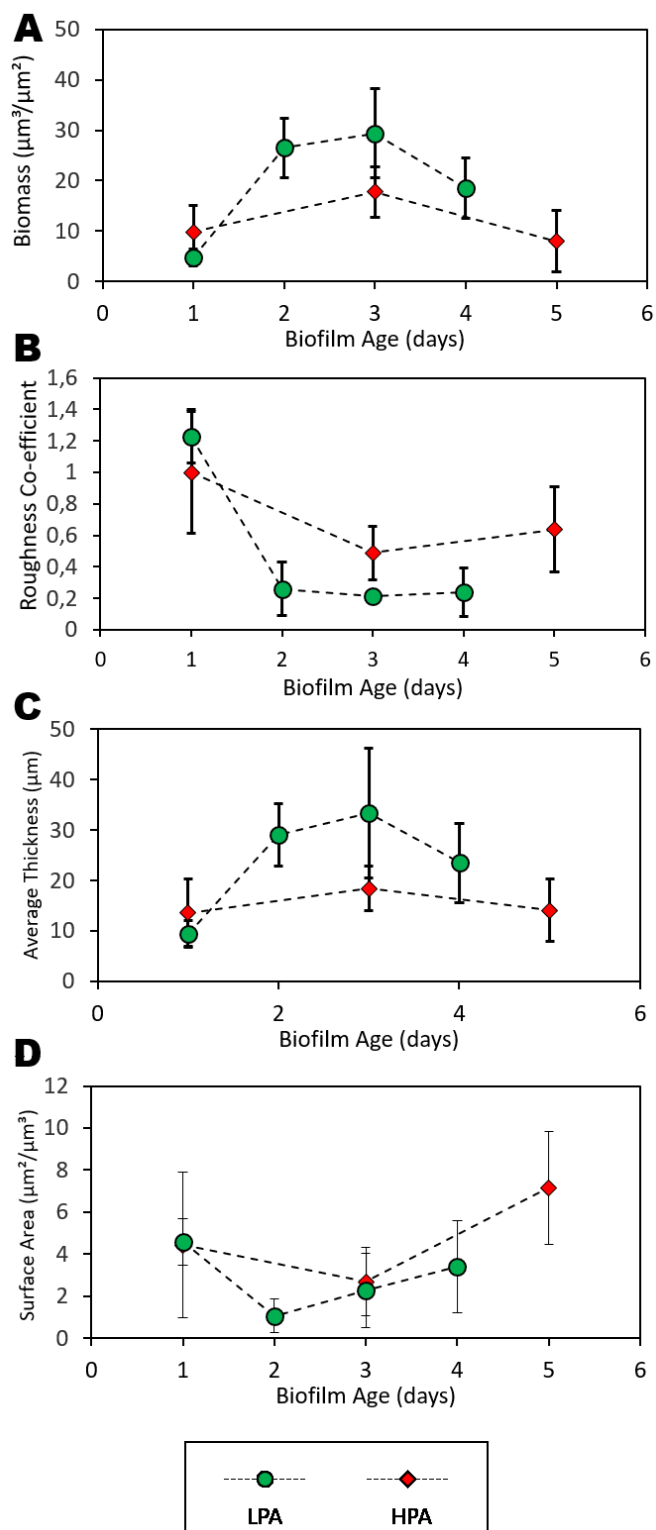 A
Biomass (µm³/µm²)
50
40
30
20
10
0
0 1 2 3 4 5 6
Biofilm Age (days)
B
Roughness Co-efficient
1,6
1,4
1,2
1
0,8
0,6
0,4
0,2
0
0 1 2 3 4 5 6
Biofilm Age (days)
C
Average Thickness (µm)
50
40
30
20
10
0
0 2 4 6
Biofilm Age (days)
D
Surface Area (µm²/µm³)
12
10
8
6
4
2
0
0 1 2 3 4 5 6
Biofilm Age (days)
LPA HPA